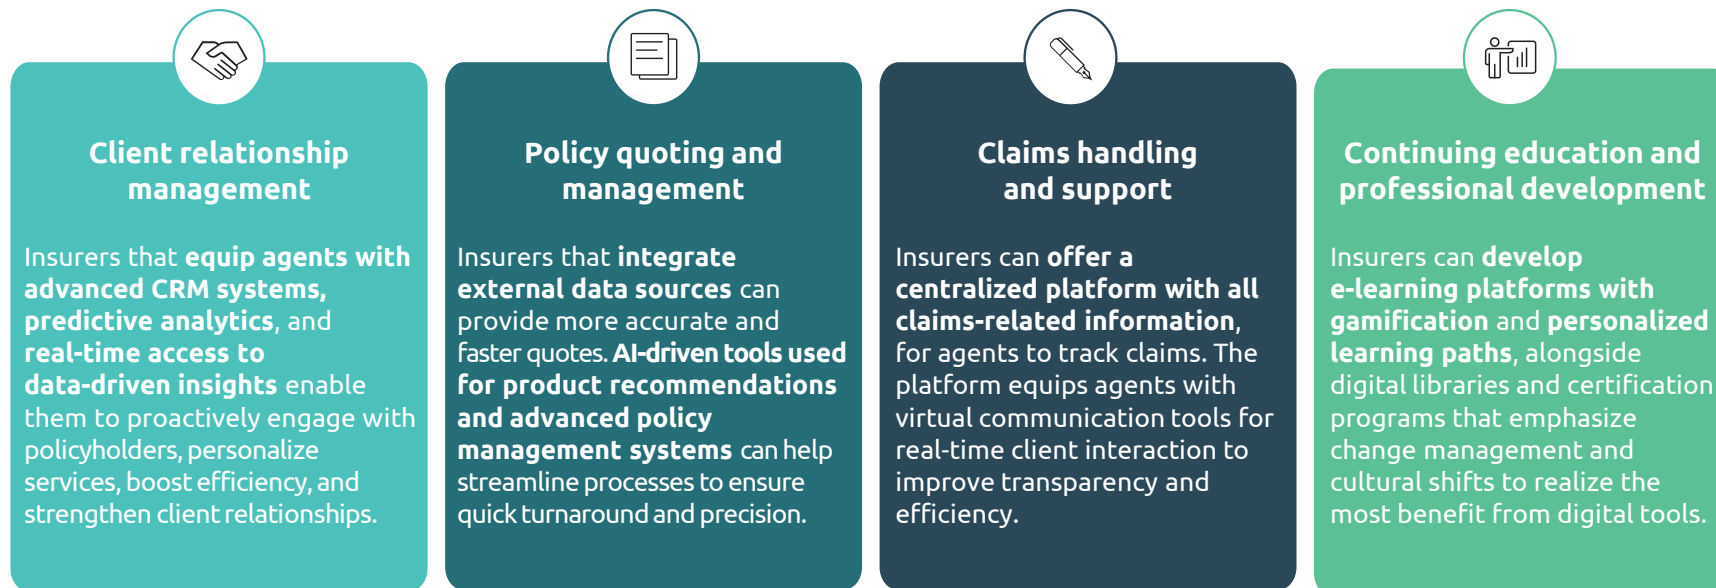 Client relationship
management
Insurers that equip agents with
advanced CRM systems,
predictive analytics, and
real-time access to
data-driven insights enable
them to proactively engage with
policyholders, personalize
services, boost efficiency, and
strengthen client relationships.
Policy quoting and
management
Insurers that integrate
external data sources can
provide more accurate and
faster quotes. AI-driven tools used
for product recommendations
and advanced policy
management systems can help
streamline processes to ensure
quick turnaround and precision.
Claims handling
and support
Insurers can offer a
centralized platform with all
claims-related information,
for agents to track claims. The
platform equips agents with
virtual communication tools for
real-time client interaction to
improve transparency and
efficiency.
Continuing education and
professional development
Insurers can develop
e-learning platforms with
gamification and personalized
learning paths, alongside
digital libraries and certification
programs that emphasize
change management and
cultural shifts to realize the
most benefit from digital tools.